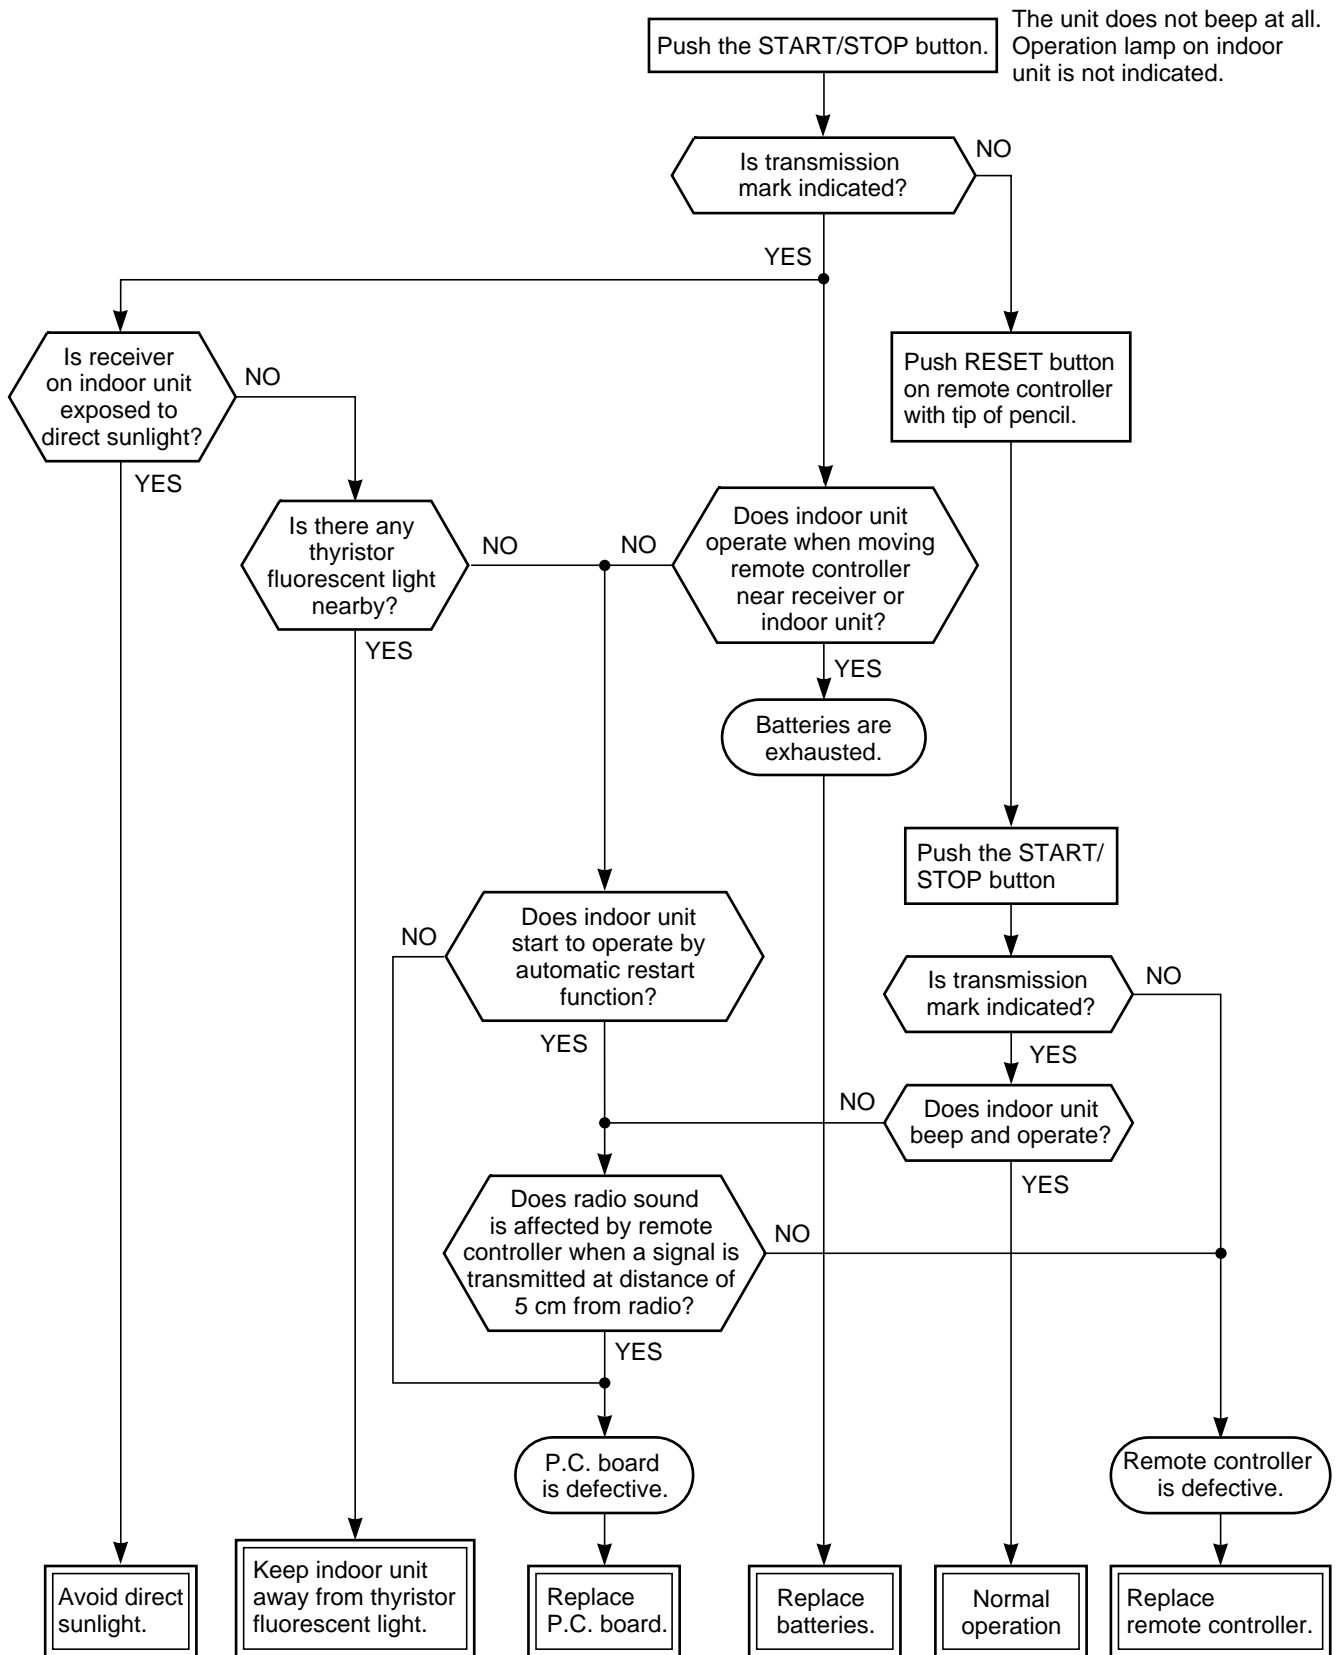 Push the START/STOP button.
The unit does not beep at all.
Operation lamp on indoor
unit is not indicated.
Is transmission
mark indicated?
NO
YES
Is receiver
on indoor unit
exposed to
direct sunlight?
NO
YES
Push RESET button
on remote controller
with tip of pencil.
Is there any
thyristor
fluorescent light
nearby?
NO
YES
NO
Does indoor unit
operate when moving
remote controller
near receiver or
indoor unit?
YES
Batteries are
exhausted.
Push the START/
STOP button
NO
Does indoor unit
start to operate by
automatic restart
function?
YES
Is transmission
mark indicated?
NO
YES
NO
Does indoor unit
beep and operate?
YES
Does radio sound
is affected by remote
controller when a signal is
transmitted at distance of
5 cm from radio?
NO
YES
P.C. board
is defective.
Remote controller
is defective.
Avoid direct
sunlight.
Keep indoor unit
away from thyristor
fluorescent light.
Replace
P.C. board.
Replace
batteries.
Normal
operation
Replace
remote controller.